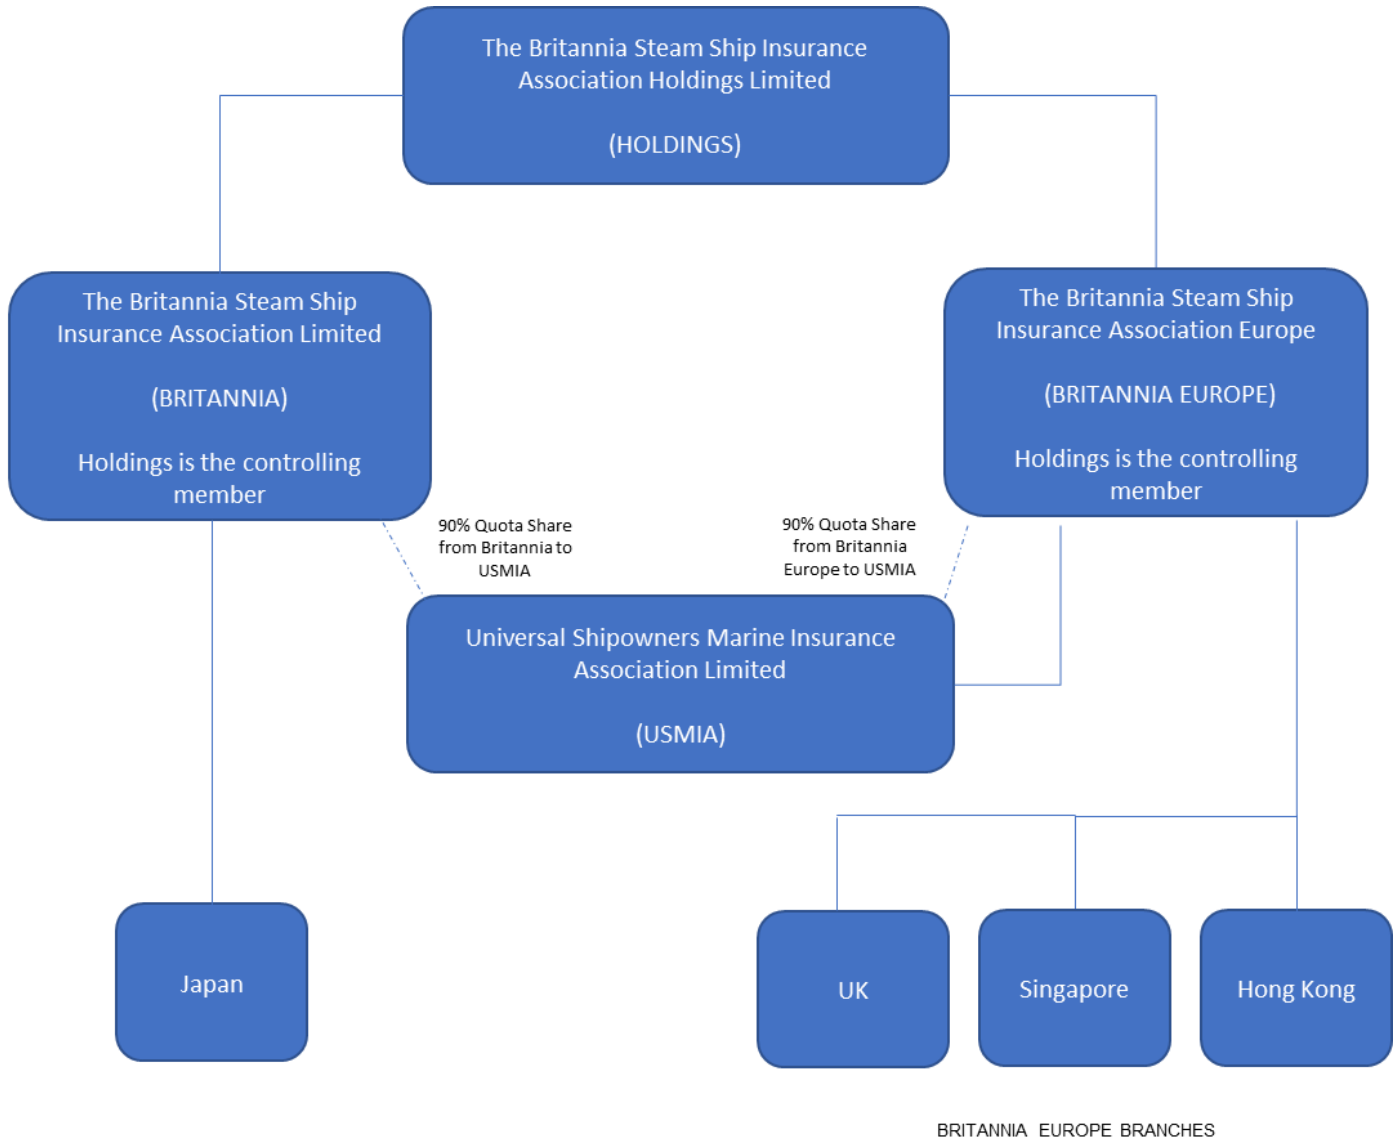 The Britannia Steam Ship Insurance
Association Holdings Limited
(HOLDINGS)
The Britannia Steam Ship
Insurance Association Limited
(BRITANNIA)
Holdings is the controlling
member
The Britannia Steam Ship
Insurance Association Europe
(BRITANNIA EUROPE)
Holdings is the controlling
member
90% Quota Share
from Britannia to
USMIA
90% Quota Share
from Britannia
Europe to USMIA
Universal Shipowners Marine Insurance
Association Limited
(USMIA)
Japan
UK
Singapore
Hong Kong
BRITANNIA EUROPE BRANCHES